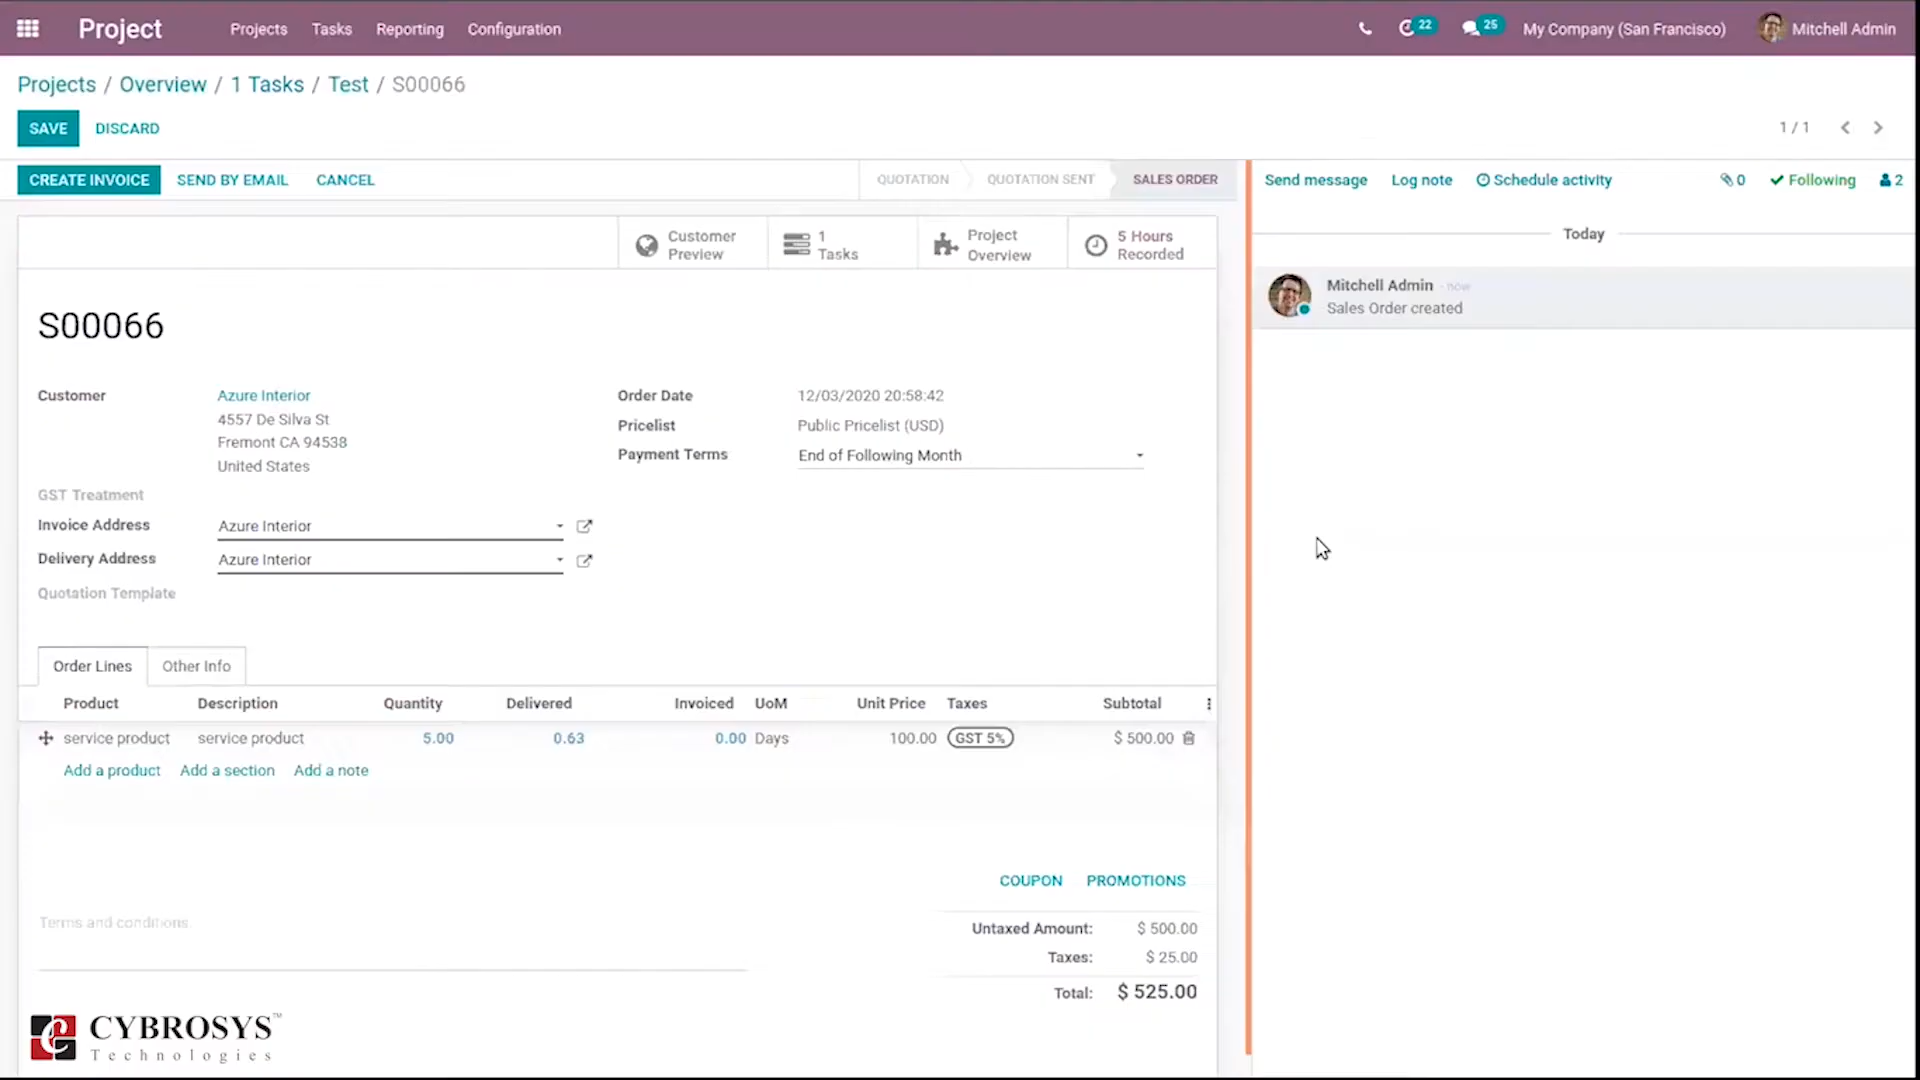 Project Projects Tasks Reporting Configuration 22 25 My Company (San Francisco) Mitchell Admin
Projects / Overview / 1 Tasks / Test / S00066
SAVE DISCARD 1 / 1
CREATE INVOICE SEND BY EMAIL CANCEL QUOTATION QUOTATION SENT SALES ORDER
Send message Log note Schedule activity 0 Following 2
Customer Preview
1 Tasks
Project Overview
5 Hours Recorded
Today
Mitchell Admin - now
Sales Order created
S00066
Customer Azure Interior
4557 De Silva St
Fremont CA 94538
United States
Order Date 12/03/2020 20:58:42
Pricelist Public Pricelist (USD)
Payment Terms End of Following Month
GST Treatment
Invoice Address Azure Interior
Delivery Address Azure Interior
Quotation Template
Order Lines Other Info
Product Description Quantity Delivered Invoiced UoM Unit Price Taxes Subtotal
service product service product 5.00 0.63 0.00 Days 100.00 GST 5% $ 500.00
Add a product Add a section Add a note
COUPON PROMOTIONS
Terms and conditions.
Untaxed Amount: $ 500.00
Taxes: $ 25.00
Total: $ 525.00
CYBROSYS™
Technologies